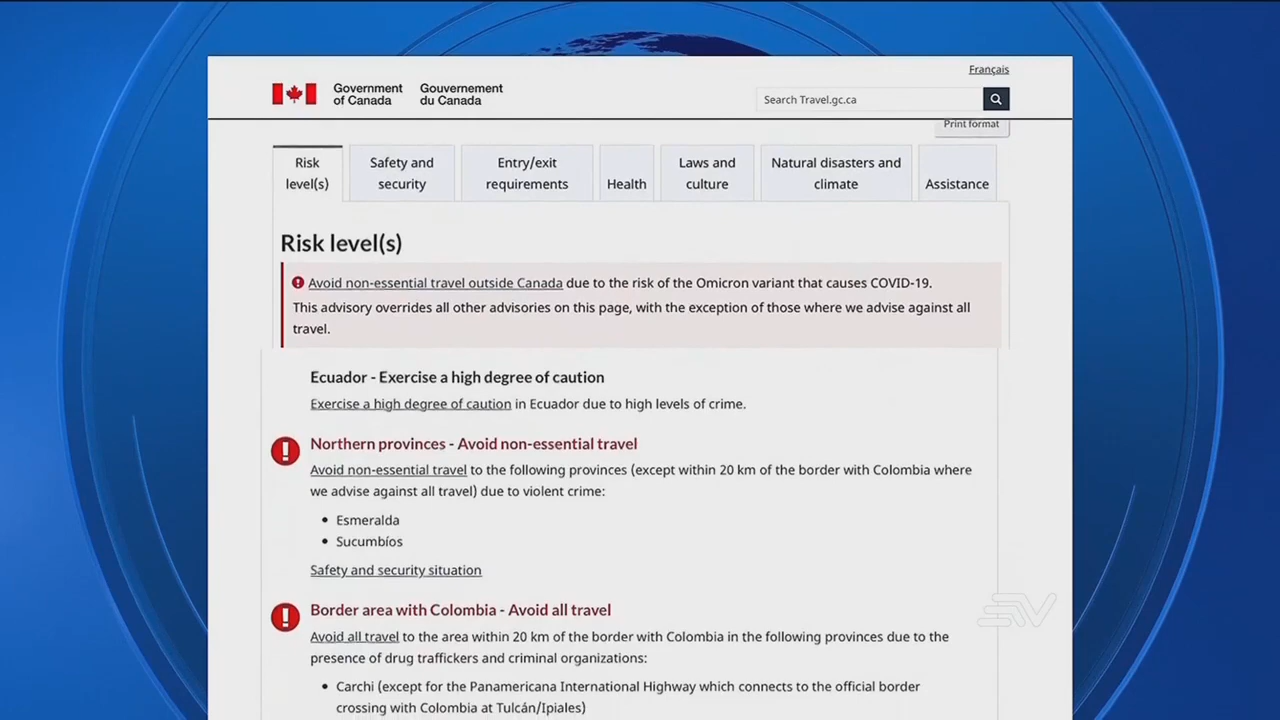 Français
Government
of Canada
Gouvernement
du Canada
Search Travel.gc.ca
Print format
Risk
level(s)
Safety and
security
Entry/exit
requirements
Health
Laws and
culture
Natural disasters and
climate
Assistance
Risk level(s)
Avoid non-essential travel outside Canada due to the risk of the Omicron variant that causes COVID-19.
This advisory overrides all other advisories on this page, with the exception of those where we advise against all
travel.
Ecuador - Exercise a high degree of caution
Exercise a high degree of caution in Ecuador due to high levels of crime.
Northern provinces - Avoid non-essential travel
Avoid non-essential travel to the following provinces (except within 20 km of the border with Colombia where
we advise against all travel) due to violent crime:
• Esmeralda
• Sucumbíos
Safety and security situation
Border area with Colombia - Avoid all travel
Avoid all travel to the area within 20 km of the border with Colombia in the following provinces due to the
presence of drug traffickers and criminal organizations:
• Carchi (except for the Panamericana International Highway which connects to the official border
crossing with Colombia at Tulcán/Ipiales)